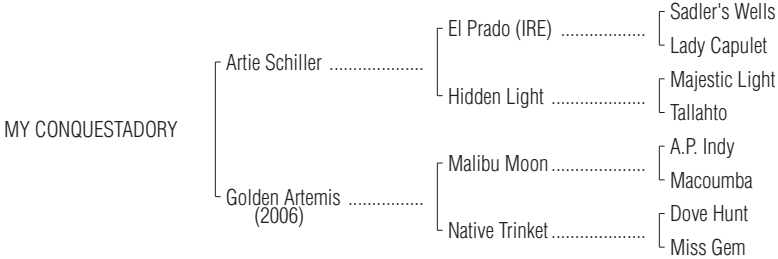 Sadler's Wells
El Prado (IRE) ....................
Lady Capulet
Artie Schiller ....................
Majestic Light
Hidden Light ....................
Tallahto
MY CONQUESTADORY
A.P. Indy
Malibu Moon ....................
Macoumba
Golden Artemis ................
(2006)
Dove Hunt
Native Trinket ....................
Miss Gem